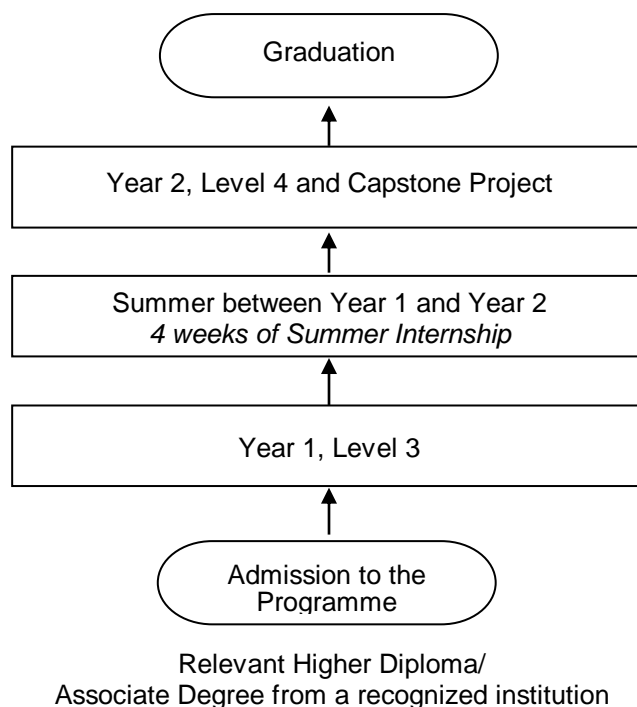 Graduation
Year 2, Level 4 and Capstone Project
Summer between Year 1 and Year 2
4 weeks of Summer Internship
Year 1, Level 3
Admission to the
Programme
Relevant Higher Diploma/
Associate Degree from a recognized institution